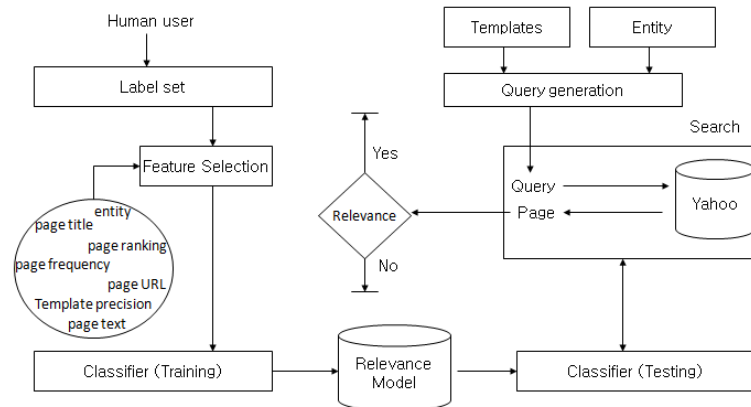 Human user
Label set
Feature Selection
entity
page title
page ranking
page frequency
page URL
Template precision
page text
Classifier (Training)
Relevance
Model
Classifier (Testing)
Templates
Entity
Query generation
Search
Query
Page
Yahoo
Yes
Relevance
No